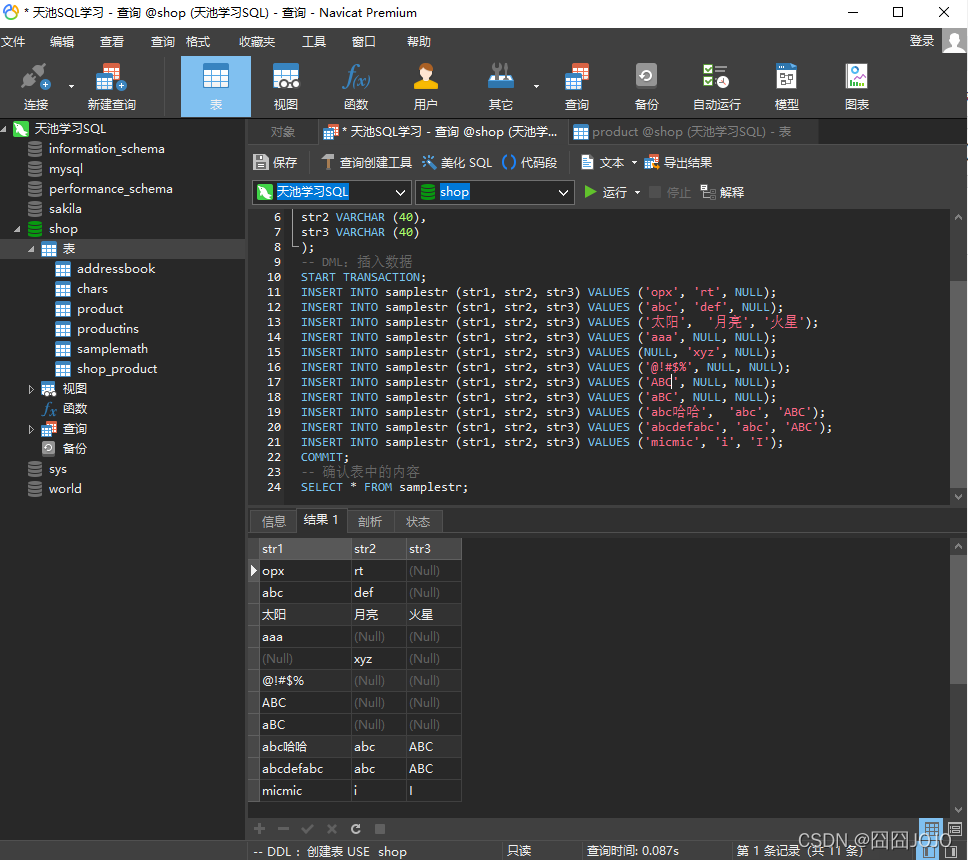 * 天池SQL学习 - 查询 @shop (天池学习SQL) - 查询 - Navicat Premium
文件 编辑 查看 查询 格式 收藏夹 工具 窗口 帮助 登录
连接 新建查询 表 视图 函数 用户 其它 查询 备份 自动运行 模型 图表
天池学习SQL
information_schema
mysql
performance_schema
sakila
shop
表
addressbook
chars
product
productins
samplemath
shop_product
视图
函数
查询
备份
sys
world
对象 * 天池SQL学习 - 查询 @shop (天池学... product @shop (天池学习SQL) - 表
保存 查询创建工具 美化 SQL 代码段 文本 导出结果
天池学习SQL shop 运行 停止 解释
6 str2 VARCHAR (40),
7 str3 VARCHAR (40)
8 );
9 -- DML：插入数据
10 START TRANSACTION;
11 INSERT INTO samplestr (str1, str2, str3) VALUES ('opx', 'rt', NULL);
12 INSERT INTO samplestr (str1, str2, str3) VALUES ('abc', 'def', NULL);
13 INSERT INTO samplestr (str1, str2, str3) VALUES ('太阳', '月亮', '火星');
14 INSERT INTO samplestr (str1, str2, str3) VALUES ('aaa', NULL, NULL);
15 INSERT INTO samplestr (str1, str2, str3) VALUES (NULL, 'xyz', NULL);
16 INSERT INTO samplestr (str1, str2, str3) VALUES ('@!#$%', NULL, NULL);
17 INSERT INTO samplestr (str1, str2, str3) VALUES ('ABC', NULL, NULL);
18 INSERT INTO samplestr (str1, str2, str3) VALUES ('aBC', NULL, NULL);
19 INSERT INTO samplestr (str1, str2, str3) VALUES ('abc哈哈', 'abc', 'ABC');
20 INSERT INTO samplestr (str1, str2, str3) VALUES ('abcdefabc', 'abc', 'ABC');
21 INSERT INTO samplestr (str1, str2, str3) VALUES ('micmic', 'i', 'I');
22 COMMIT;
23 -- 确认表中的内容
24 SELECT * FROM samplestr;
信息 结果 1 剖析 状态
str1 str2 str3
opx rt (Null)
abc def (Null)
太阳 月亮 火星
aaa (Null) (Null)
(Null) xyz (Null)
@!#$% (Null) (Null)
ABC (Null) (Null)
aBC (Null) (Null)
abc哈哈 abc ABC
abcdefabc abc ABC
micmic i I
-- DDL ：创建表 USE shop 只读 查询时间: 0.087s 第 1 条记录 (共 11 条)
CSDN @囧囧JOJO